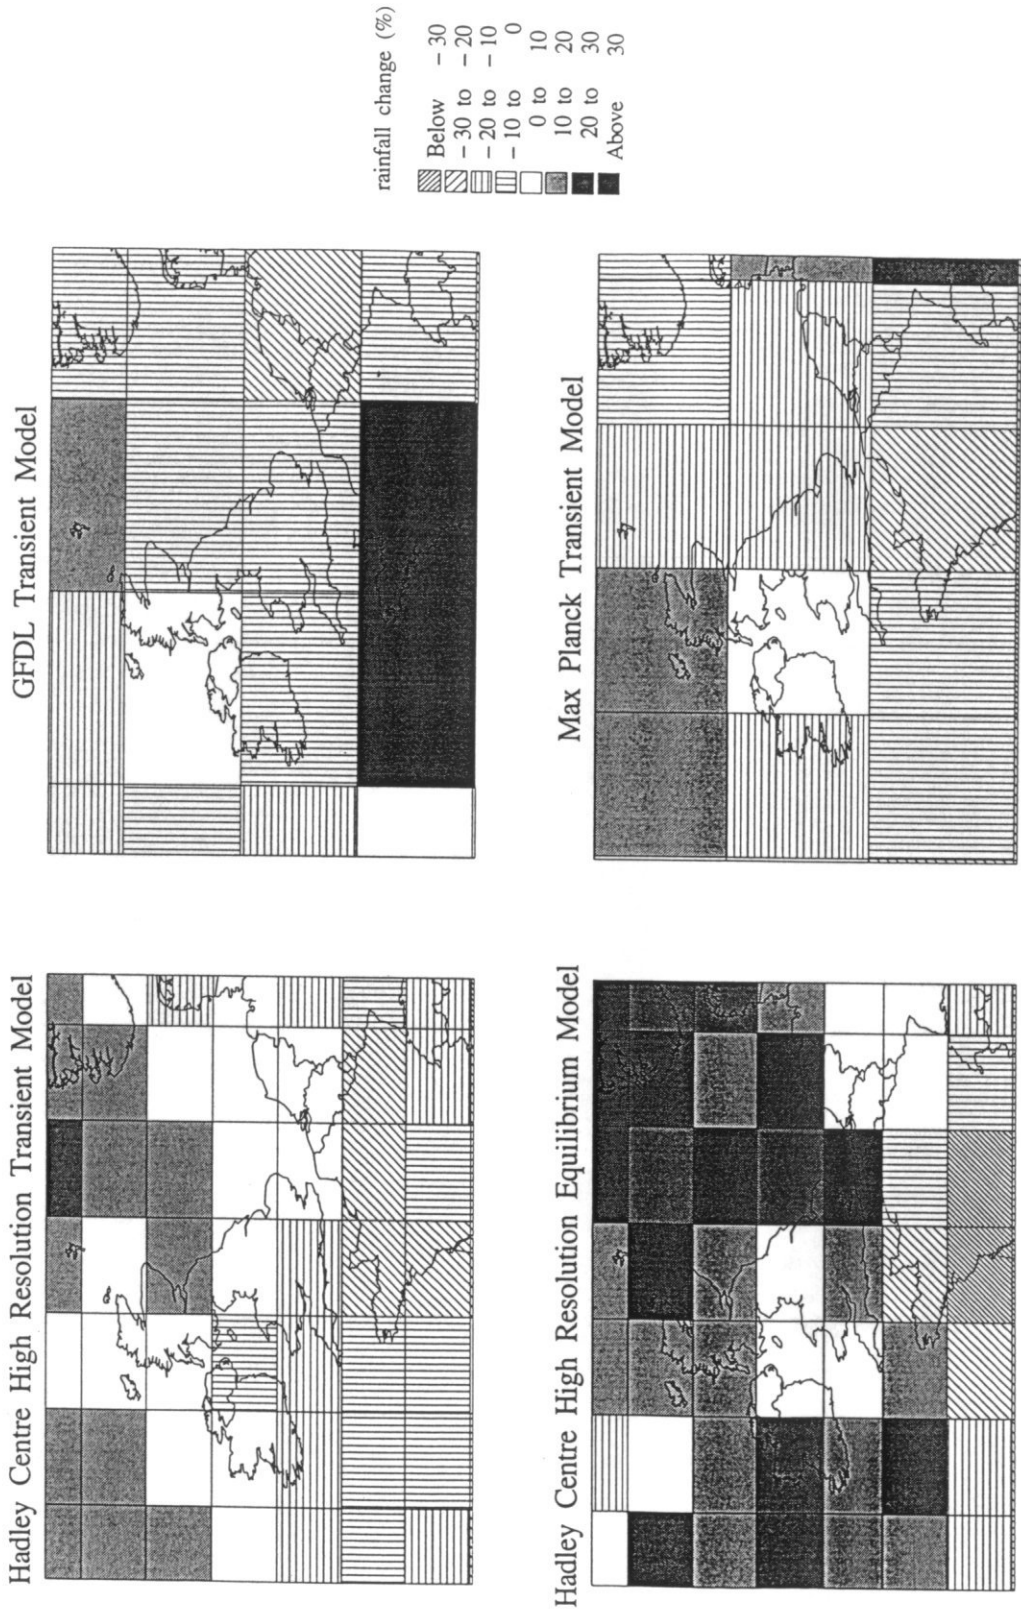 Hadley Centre High Resolution Transient Model
GFDL Transient Model
Hadley Centre High Resolution Equilibrium Model
Max Planck Transient Model
rainfall change (%)
Below − 30
− 30 to − 20
− 20 to − 10
− 10 to 0
0 to 10
10 to 20
20 to 30
Above 30